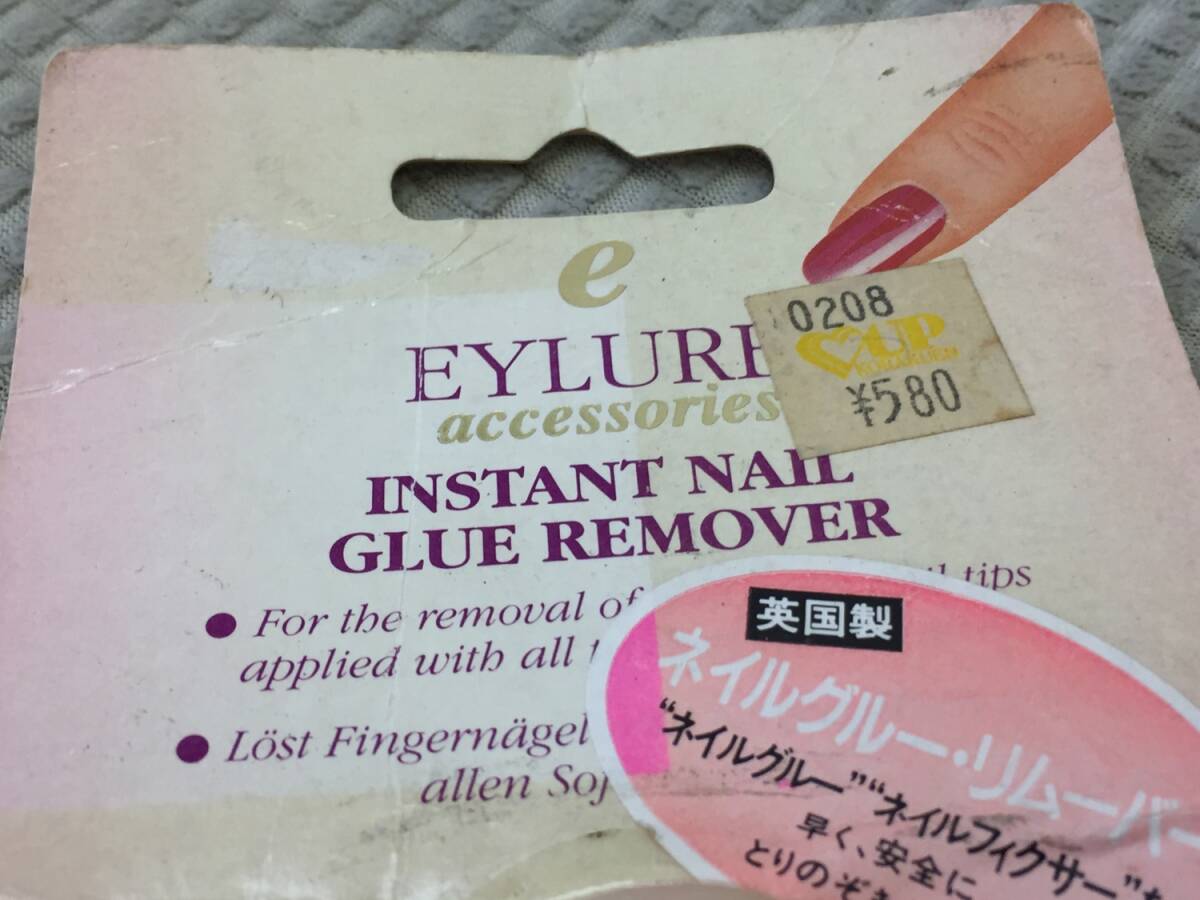 e
EYLURE
accessories
0208
UP
KORAKUEN
¥580
INSTANT NAIL
GLUE REMOVER
● For the removal of tips
applied with all
● Löst Fingernägel
allen
英国製
ネイルグルー・リムーバー
“ネイルグルー”“ネイルフィクサー”
早く、安全に
とりのぞき